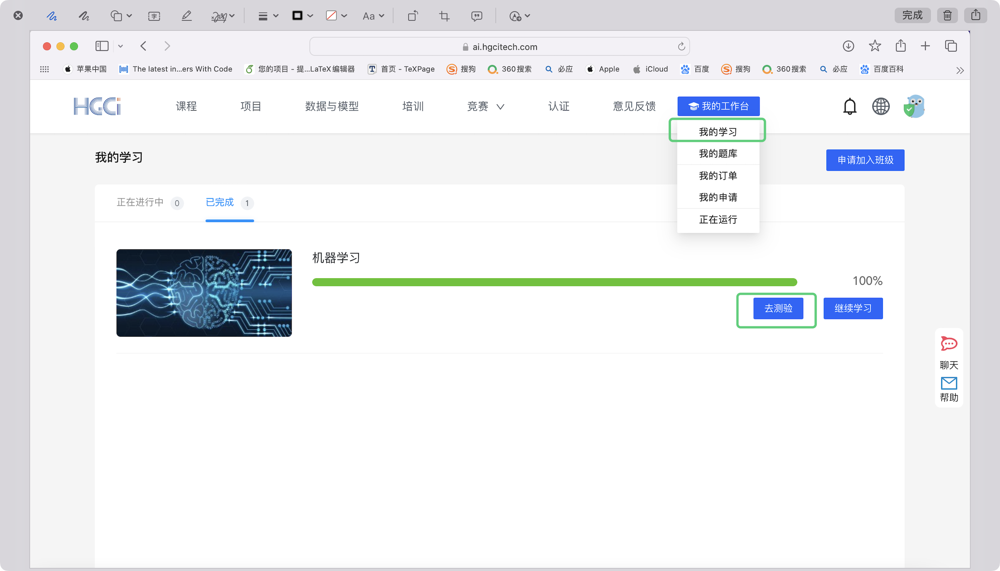 字 Aa 完成
ai.hgcitech.com
苹果中国 The latest in...ers With Code 您的项目 - 提...LaTeX 编辑器 首页 - TeXPage 搜狗 360搜索 必应 Apple iCloud 百度 搜狗 360搜索 必应 百度百科
HGCi 课程 项目 数据与模型 培训 竞赛 认证 意见反馈 我的工作台
我的学习
我的题库
我的订单
我的申请
正在运行
我的学习 申请加入班级
正在进行中 0 已完成 1
机器学习
100%
去测验 继续学习
聊天
帮助